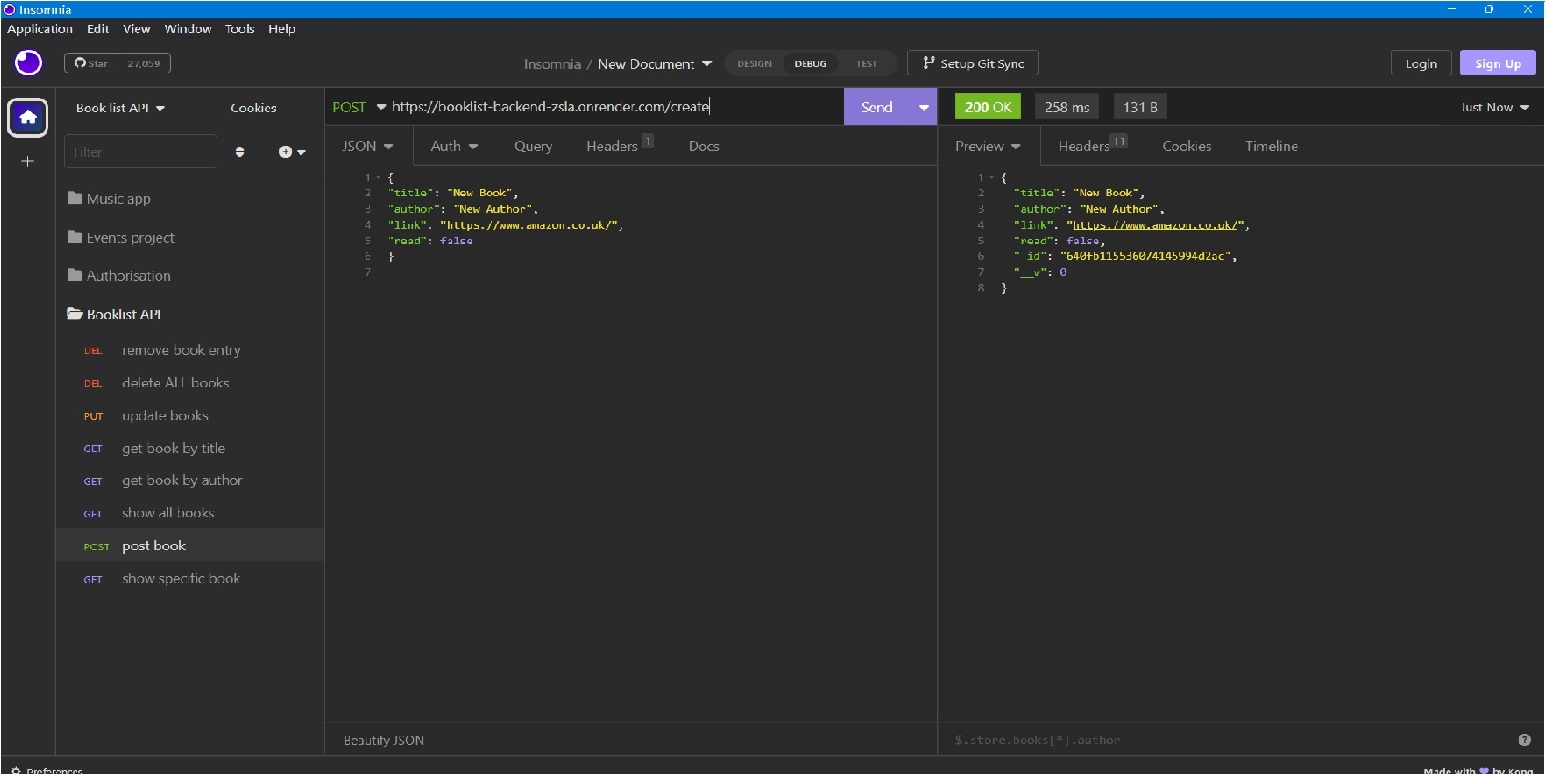 Insomnia
Application Edit View Window Tools Help
Star 27,059
Insomnia / New Document
DESIGN DEBUG TEST
Setup Git Sync
Login Sign Up
Book list API Cookies
POST https://booklist-backend-zsla.onrender.com/create
Send
200 OK 258 ms 131 B
Just Now
Filter
JSON Auth Query Headers 1 Docs
Preview Headers 11 Cookies Timeline
Music app
Events project
Authorisation
Booklist API
DEL remove book entry
DEL delete ALL books
PUT update books
GET get book by title
GET get book by author
GET show all books
POST post book
GET show specific book
1 {
2 "title": "New Book",
3 "author": "New Author",
4 "link": "https://www.amazon.co.uk/",
5 "read": false
6 }
7
1 {
2 "title": "New Book",
3 "author": "New Author",
4 "link": "https://www.amazon.co.uk/",
5 "read": false,
6 "_id":
7 "__v": 0
8 }
Beautify JSON
$.store.books[*].author
Preferences
Made with by Kong